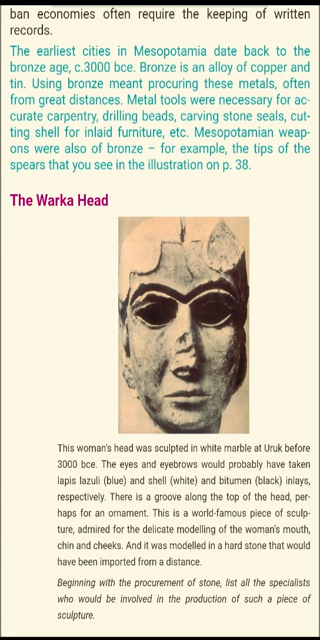 ban economies often require the keeping of written
records.
The earliest cities in Mesopotamia date back to the
bronze age, c.3000 bce. Bronze is an alloy of copper and
tin. Using bronze meant procuring these metals, often
from great distances. Metal tools were necessary for ac-
curate carpentry, drilling beads, carving stone seals, cut-
ting shell for inlaid furniture, etc. Mesopotamian weap-
ons were also of bronze – for example, the tips of the
spears that you see in the illustration on p. 38.
The Warka Head
This woman's head was sculpted in white marble at Uruk before
3000 bce. The eyes and eyebrows would probably have taken
lapis lazuli (blue) and shell (white) and bitumen (black) inlays,
respectively. There is a groove along the top of the head, per-
haps for an ornament. This is a world-famous piece of sculp-
ture, admired for the delicate modelling of the woman's mouth,
chin and cheeks. And it was modelled in a hard stone that would
have been imported from a distance.
Beginning with the procurement of stone, list all the specialists
who would be involved in the production of such a piece of
sculpture.